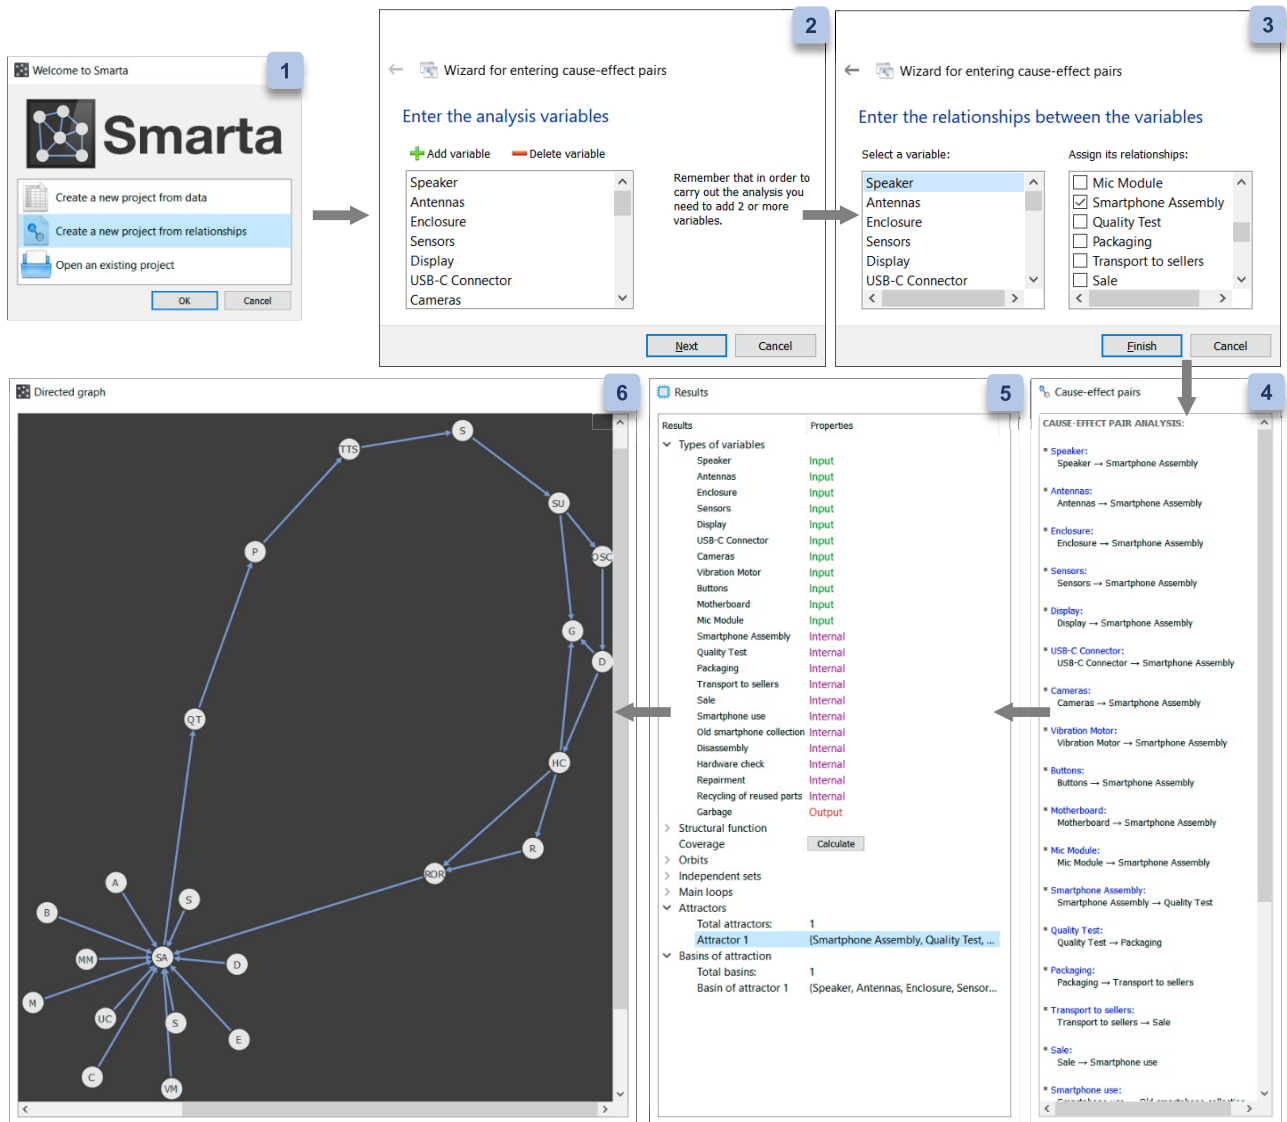 1
Welcome to Smarta
Smarta
Create a new project from data
Create a new project from relationships
Open an existing project
OK
Cancel
2
Wizard for entering cause-effect pairs
Enter the analysis variables
Add variable
Delete variable
Speaker
Antennas
Enclosure
Sensors
Display
USB-C Connector
Cameras
Remember that in order to
carry out the analysis you
need to add 2 or more
variables.
Next
Cancel
3
Wizard for entering cause-effect pairs
Enter the relationships between the variables
Select a variable:
Speaker
Antennas
Enclosure
Sensors
Display
USB-C Connector
Assign its relationships:
Mic Module
Smartphone Assembly
Quality Test
Packaging
Transport to sellers
Sale
Finish
Cancel
4
Cause-effect pairs
CAUSE-EFFECT PAIR ANALYSIS:
Speaker:
Speaker → Smartphone Assembly
Antennas:
Antennas → Smartphone Assembly
Enclosure:
Enclosure → Smartphone Assembly
Sensors:
Sensors → Smartphone Assembly
Display:
Display → Smartphone Assembly
USB-C Connector:
USB-C Connector → Smartphone Assembly
Cameras:
Cameras → Smartphone Assembly
Vibration Motor:
Vibration Motor → Smartphone Assembly
Buttons:
Buttons → Smartphone Assembly
Motherboard:
Motherboard → Smartphone Assembly
Mic Module:
Mic Module → Smartphone Assembly
Smartphone Assembly:
Smartphone Assembly → Quality Test
Quality Test:
Quality Test → Packaging
Packaging:
Packaging → Transport to sellers
Transport to sellers:
Transport to sellers → Sale
Sale:
Sale → Smartphone use
Smartphone use:
5
Results
Results Properties
Types of variables
Speaker Input
Antennas Input
Enclosure Input
Sensors Input
Display Input
USB-C Connector Input
Cameras Input
Vibration Motor Input
Buttons Input
Motherboard Input
Mic Module Input
Smartphone Assembly Internal
Quality Test Internal
Packaging Internal
Transport to sellers Internal
Sale Internal
Smartphone use Internal
Old smartphone collection Internal
Disassembly Internal
Hardware check Internal
Repairment Internal
Recycling of reused parts Internal
Garbage Output
Structural function
Coverage Calculate
Orbits
Independent sets
Main loops
Attractors
Total attractors: 1
Attractor 1 {Smartphone Assembly, Quality Test, ...
Basins of attraction
Total basins: 1
Basin of attractor 1 {Speaker, Antennas, Enclosure, Sensor...
6
Directed graph
S
TTS
SU
P
OSC
G
D
QT
HC
R
ROR
A
S
B
SA
MM
D
M
UC
S
E
C
VM